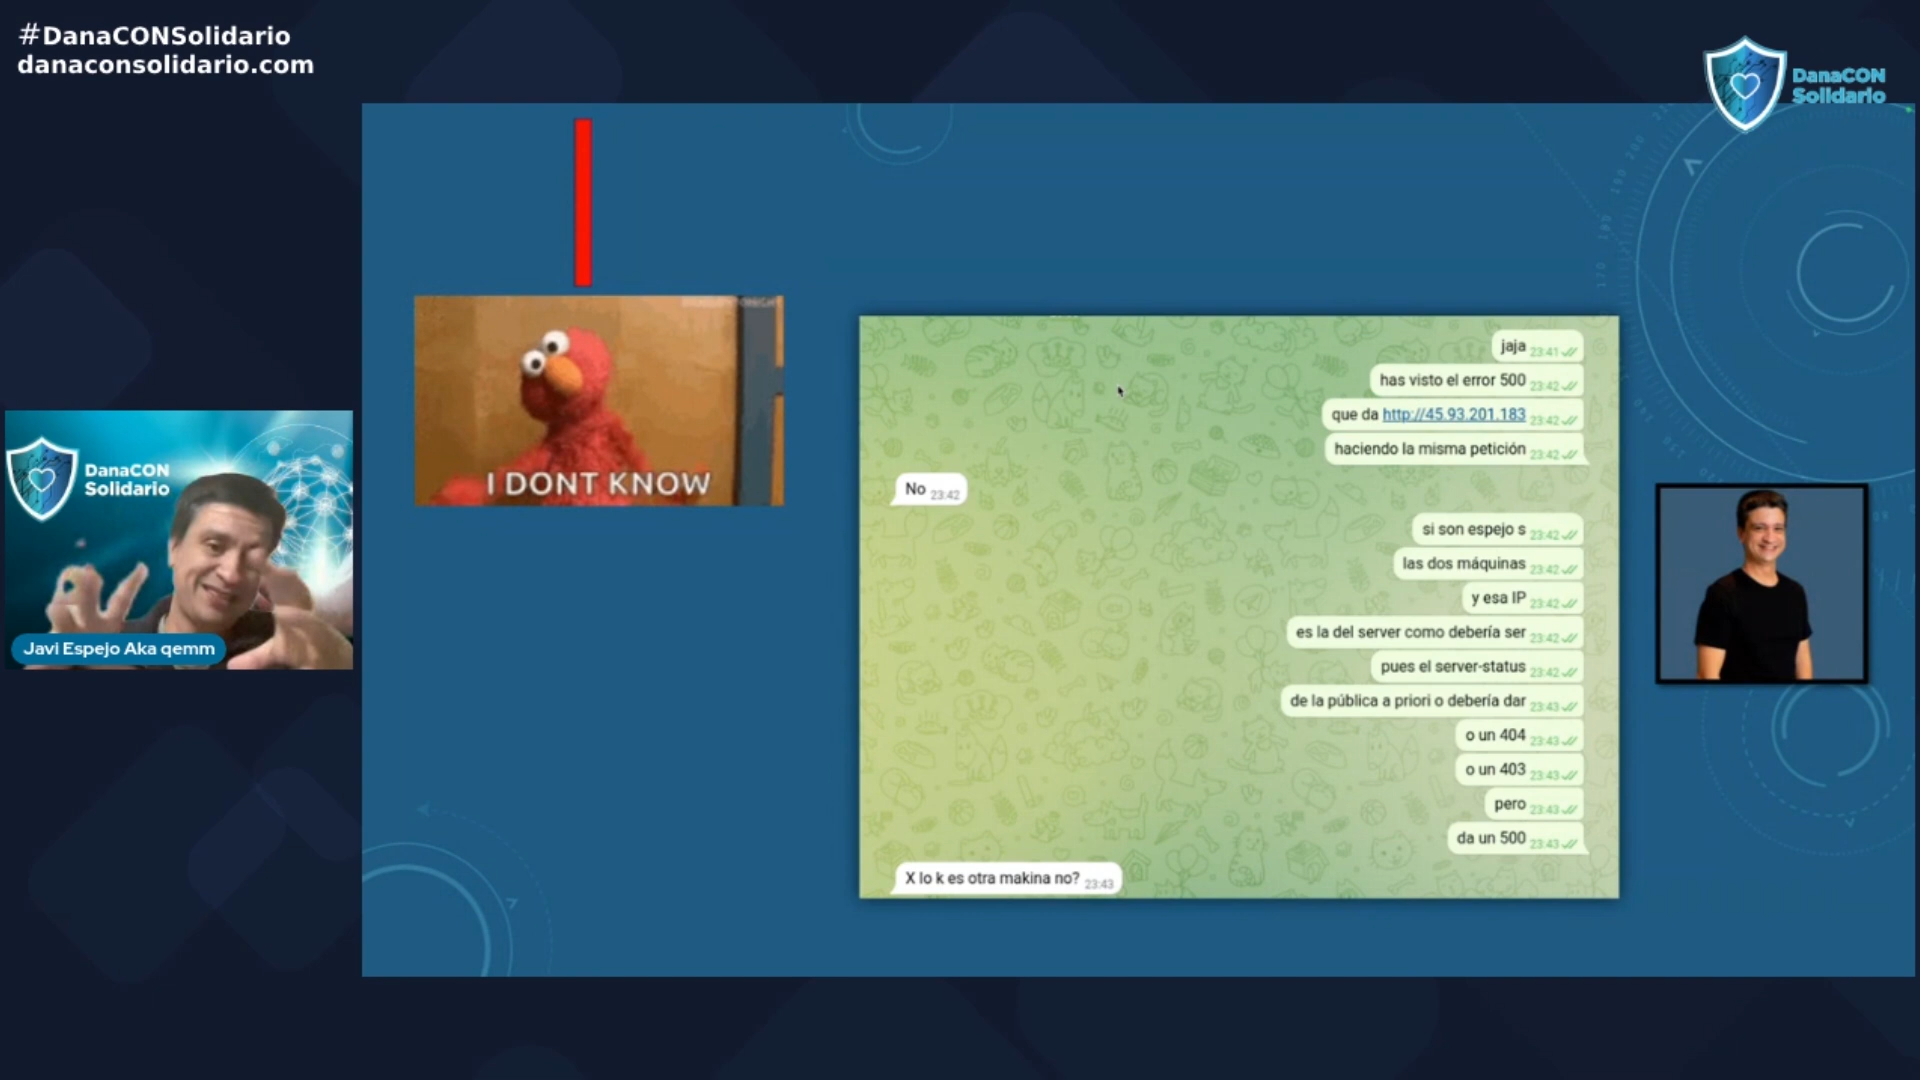 #DanaCONSolidario
danaconsolidario.com
DanaCON
Solidario
I DONT KNOW
jaja 23:41
has visto el error 500 23:42
que da http://45.93.201.183 23:42
haciendo la misma petición 23:42
No 23:42
si son espejo s 23:42
las dos máquinas 23:42
y esa IP 23:42
es la del server como debería ser 23:42
pues el server-status 23:42
de la pública a priori o debería dar 23:43
o un 404 23:43
o un 403 23:43
pero 23:43
da un 500 23:43
X lo k es otra makina no? 23:43
DanaCON
Solidario
Javi Espejo Aka qemm